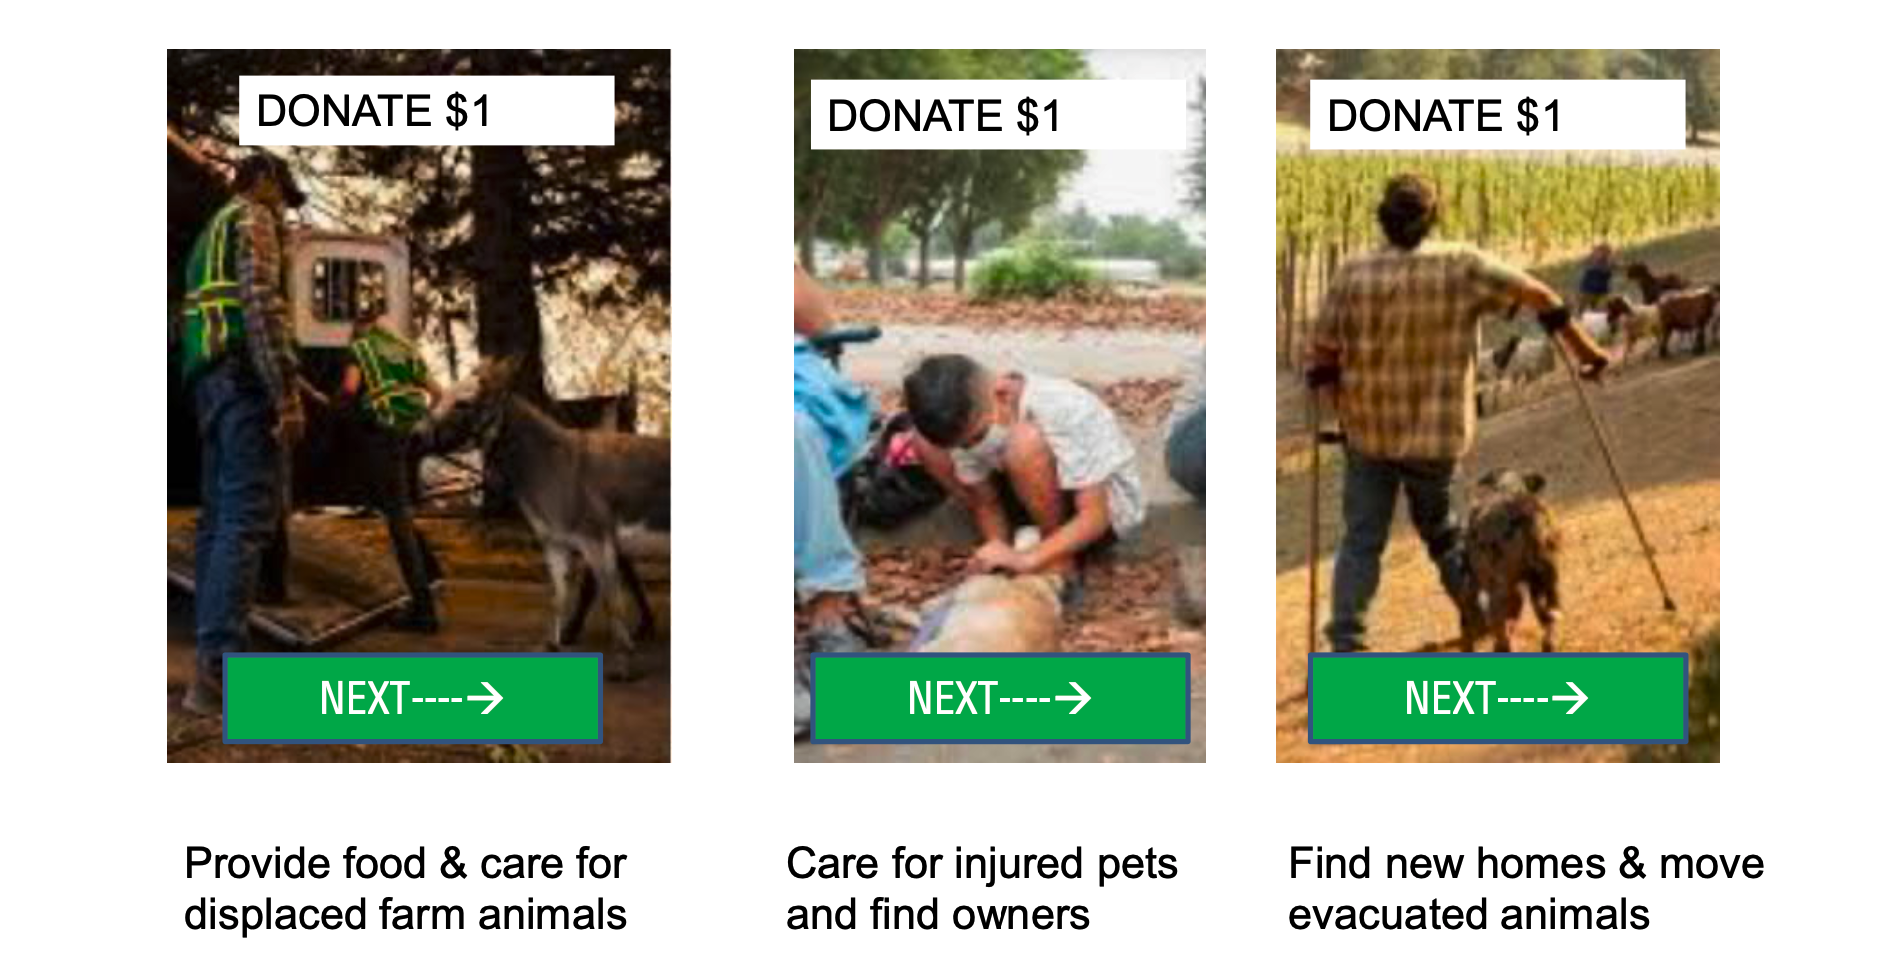 DONATE $1
NEXT---->
Provide food & care for
displaced farm animals
DONATE $1
NEXT---->
Care for injured pets
and find owners
DONATE $1
NEXT---->
Find new homes & move
evacuated animals